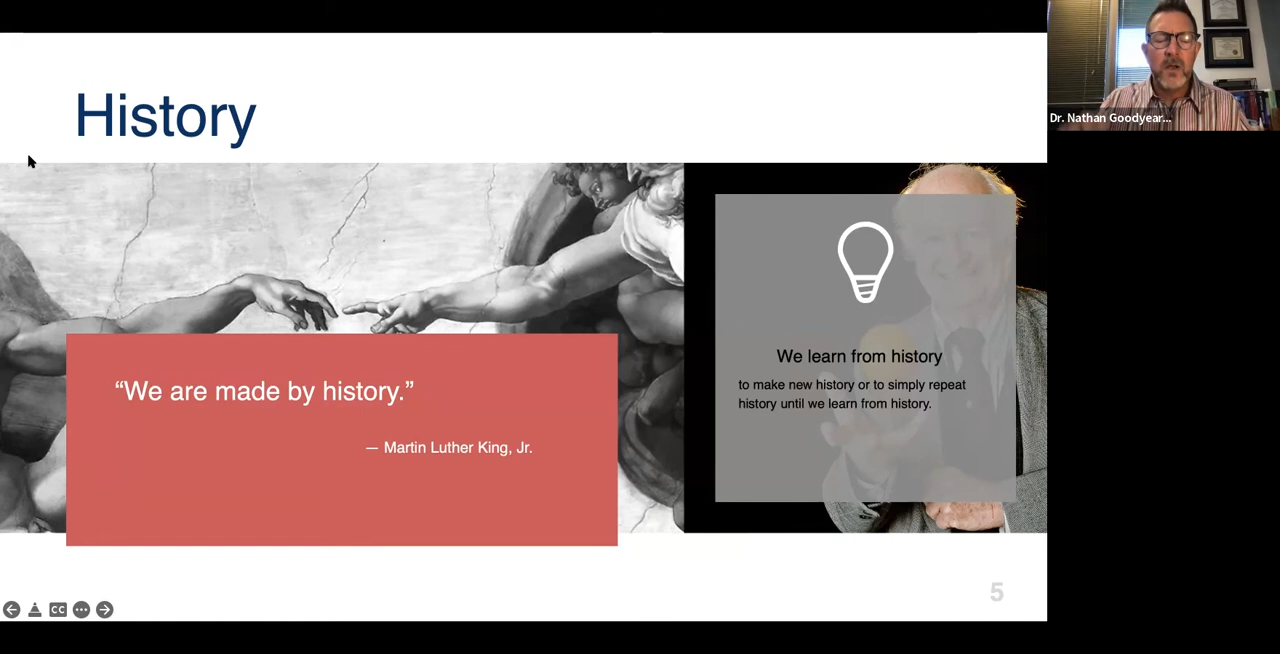 History
“We are made by history.”
— Martin Luther King, Jr.
We learn from history
to make new history or to simply repeat
history until we learn from history.
5
CC
Dr. Nathan Goodyear...